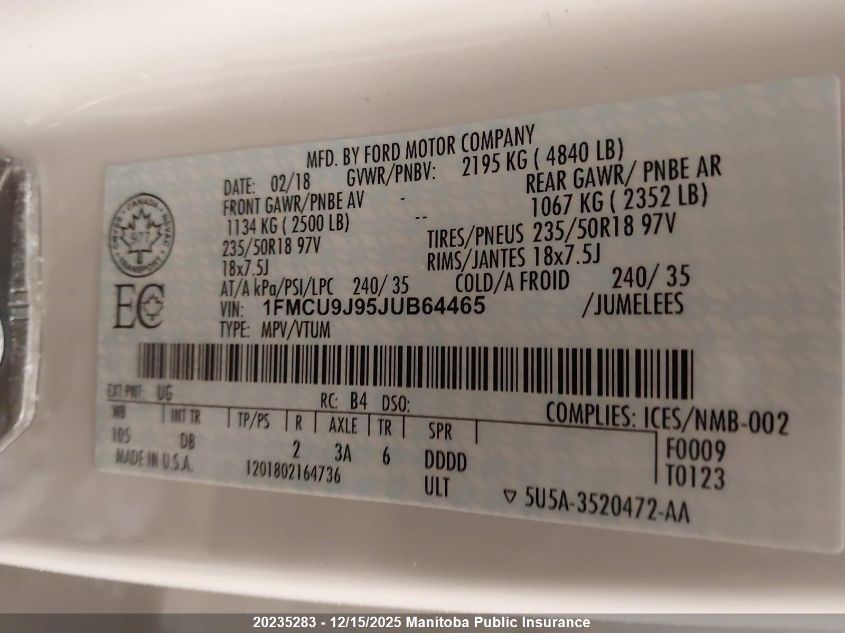 MFD. BY FORD MOTOR COMPANY
DATE: 02/18 GVWR/PNBV: 2195 KG ( 4840 LB)
FRONT GAWR/PNBE AV - REAR GAWR/ PNBE AR
1134 KG ( 2500 LB) -- 1067 KG ( 2352 LB)
235/50R18 97V TIRES/PNEUS 235/50R18 97V
18x7.5J RIMS/JANTES 18x7.5J
AT/A kPa/PSI/LPC 240/ 35 COLD/A FROID 240/ 35
VIN: 1FMCU9J95JUB64465 /JUMELEES
TYPE: MPV/VTUM
CANADA
977
TRANSPORT
EC
EXT PNT: UG RC: B4 DSO:
COMPLIES: ICES/NMB-002
WB INT TR TP/PS R AXLE TR SPR
105 DB 2 3A 6 DDDD F0009
MADE IN U.S.A. 1201802164736 ULT T0123
5U5A-3520472-AA
20235283 - 12/15/2025 Manitoba Public Insurance